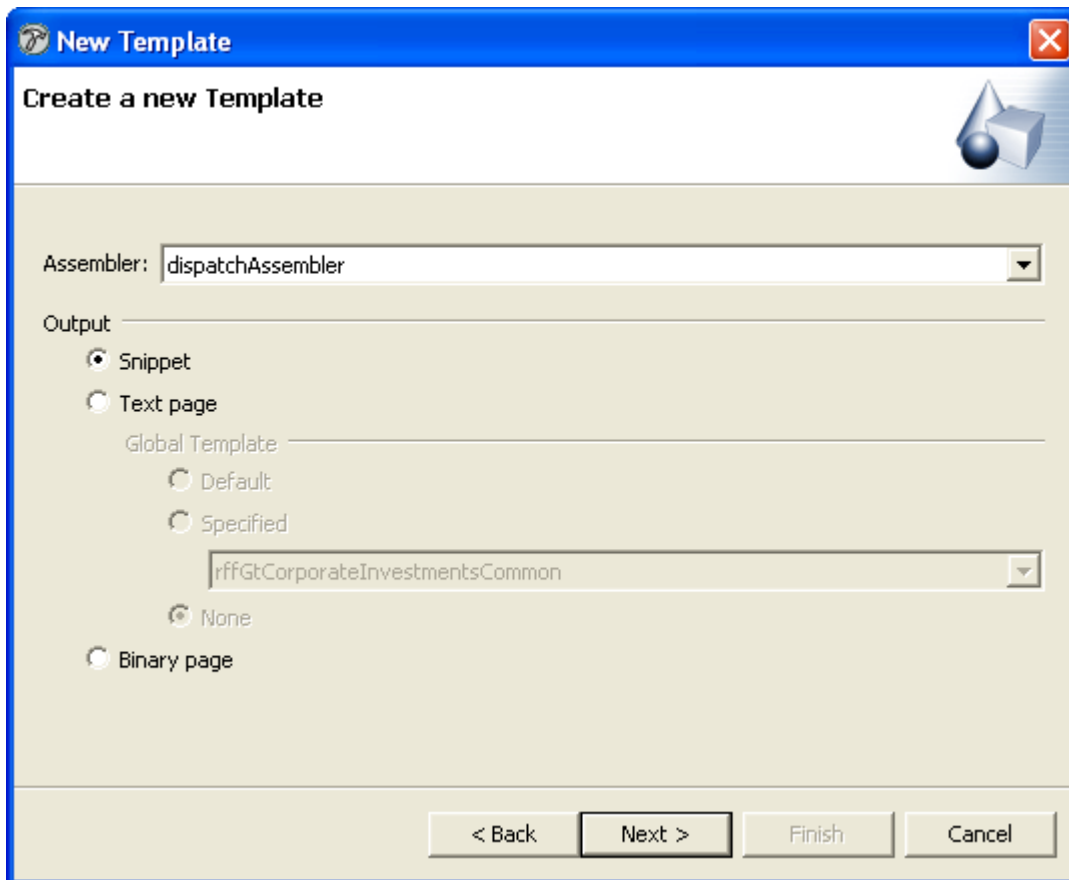 New Template
Create a new Template
Assembler: dispatchAssembler
Output
Snippet
Text page
Global Template
Default
Specified
rffGtCorporateInvestmentsCommon
None
Binary page
< Back Next > Finish Cancel